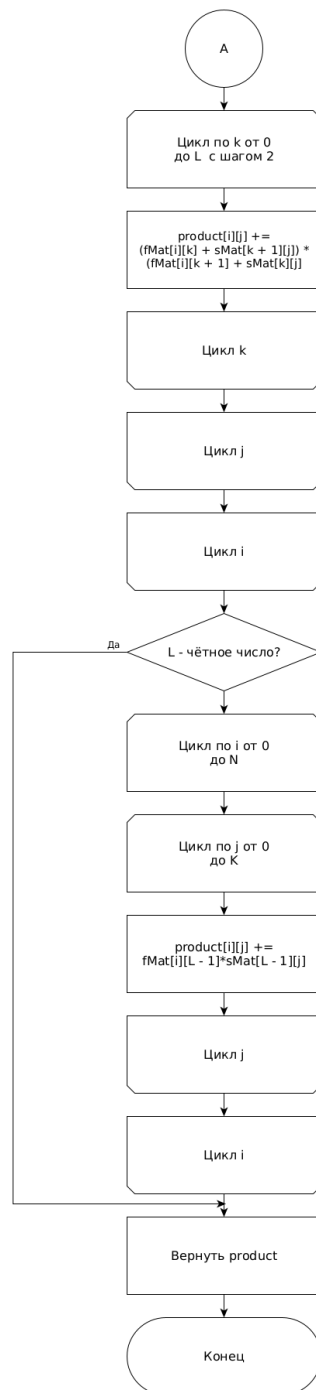 A
Цикл по k от 0
до L с шагом 2
product[i][j] +=
(fMat[i][k] + sMat[k + 1][j]) *
(fMat[i][k + 1] + sMat[k][j]
Цикл k
Цикл j
Цикл i
Да
L - чётное число?
Цикл по i от 0
до N
Цикл по j от 0
до K
product[i][j] +=
fMat[i][L - 1]*sMat[L - 1][j]
Цикл j
Цикл i
Вернуть product
Конец